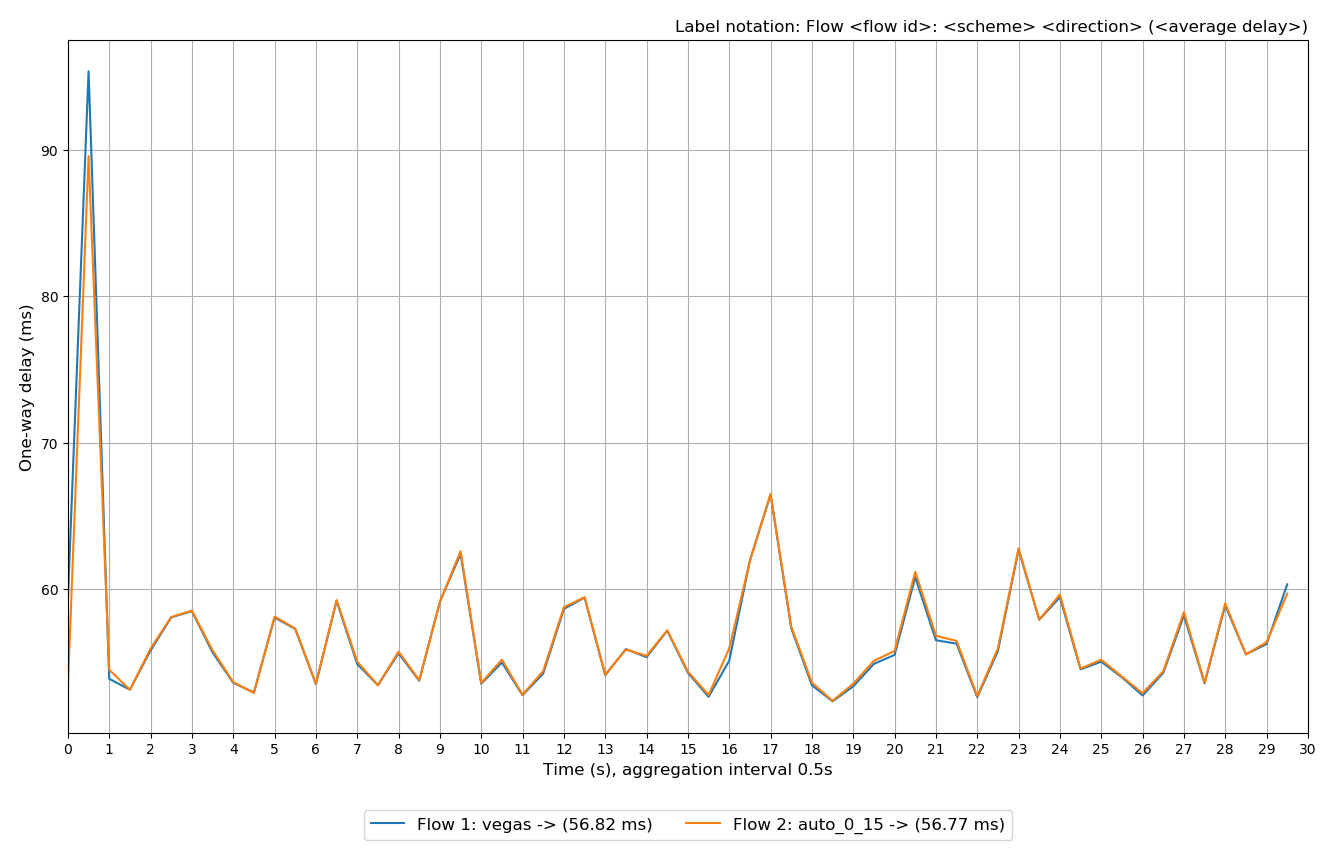 Label notation: Flow <flow id>: <scheme> <direction> (<average delay>)
90
80
70
60
One-way delay (ms)
0 1 2 3 4 5 6 7 8 9 10 11 12 13 14 15 16 17 18 19 20 21 22 23 24 25 26 27 28 29 30
Time (s), aggregation interval 0.5s
Flow 1: vegas -> (56.82 ms) Flow 2: auto_0_15 -> (56.77 ms)